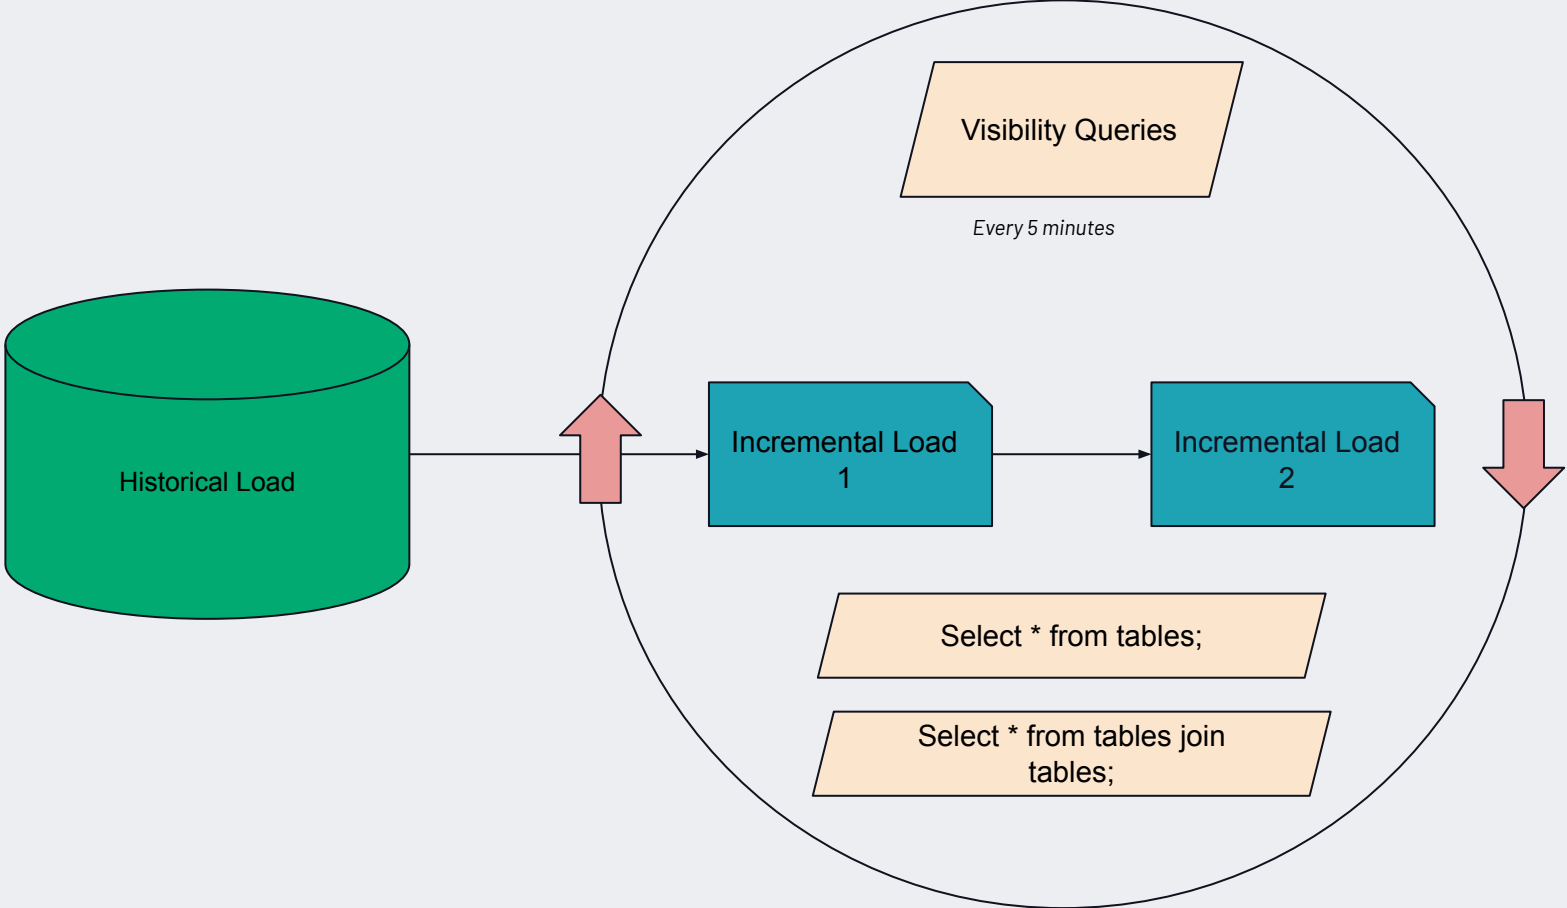 Visibility Queries
Every 5 minutes
Historical Load
Incremental Load
1
Incremental Load
2
Select * from tables;
Select * from tables join
tables;